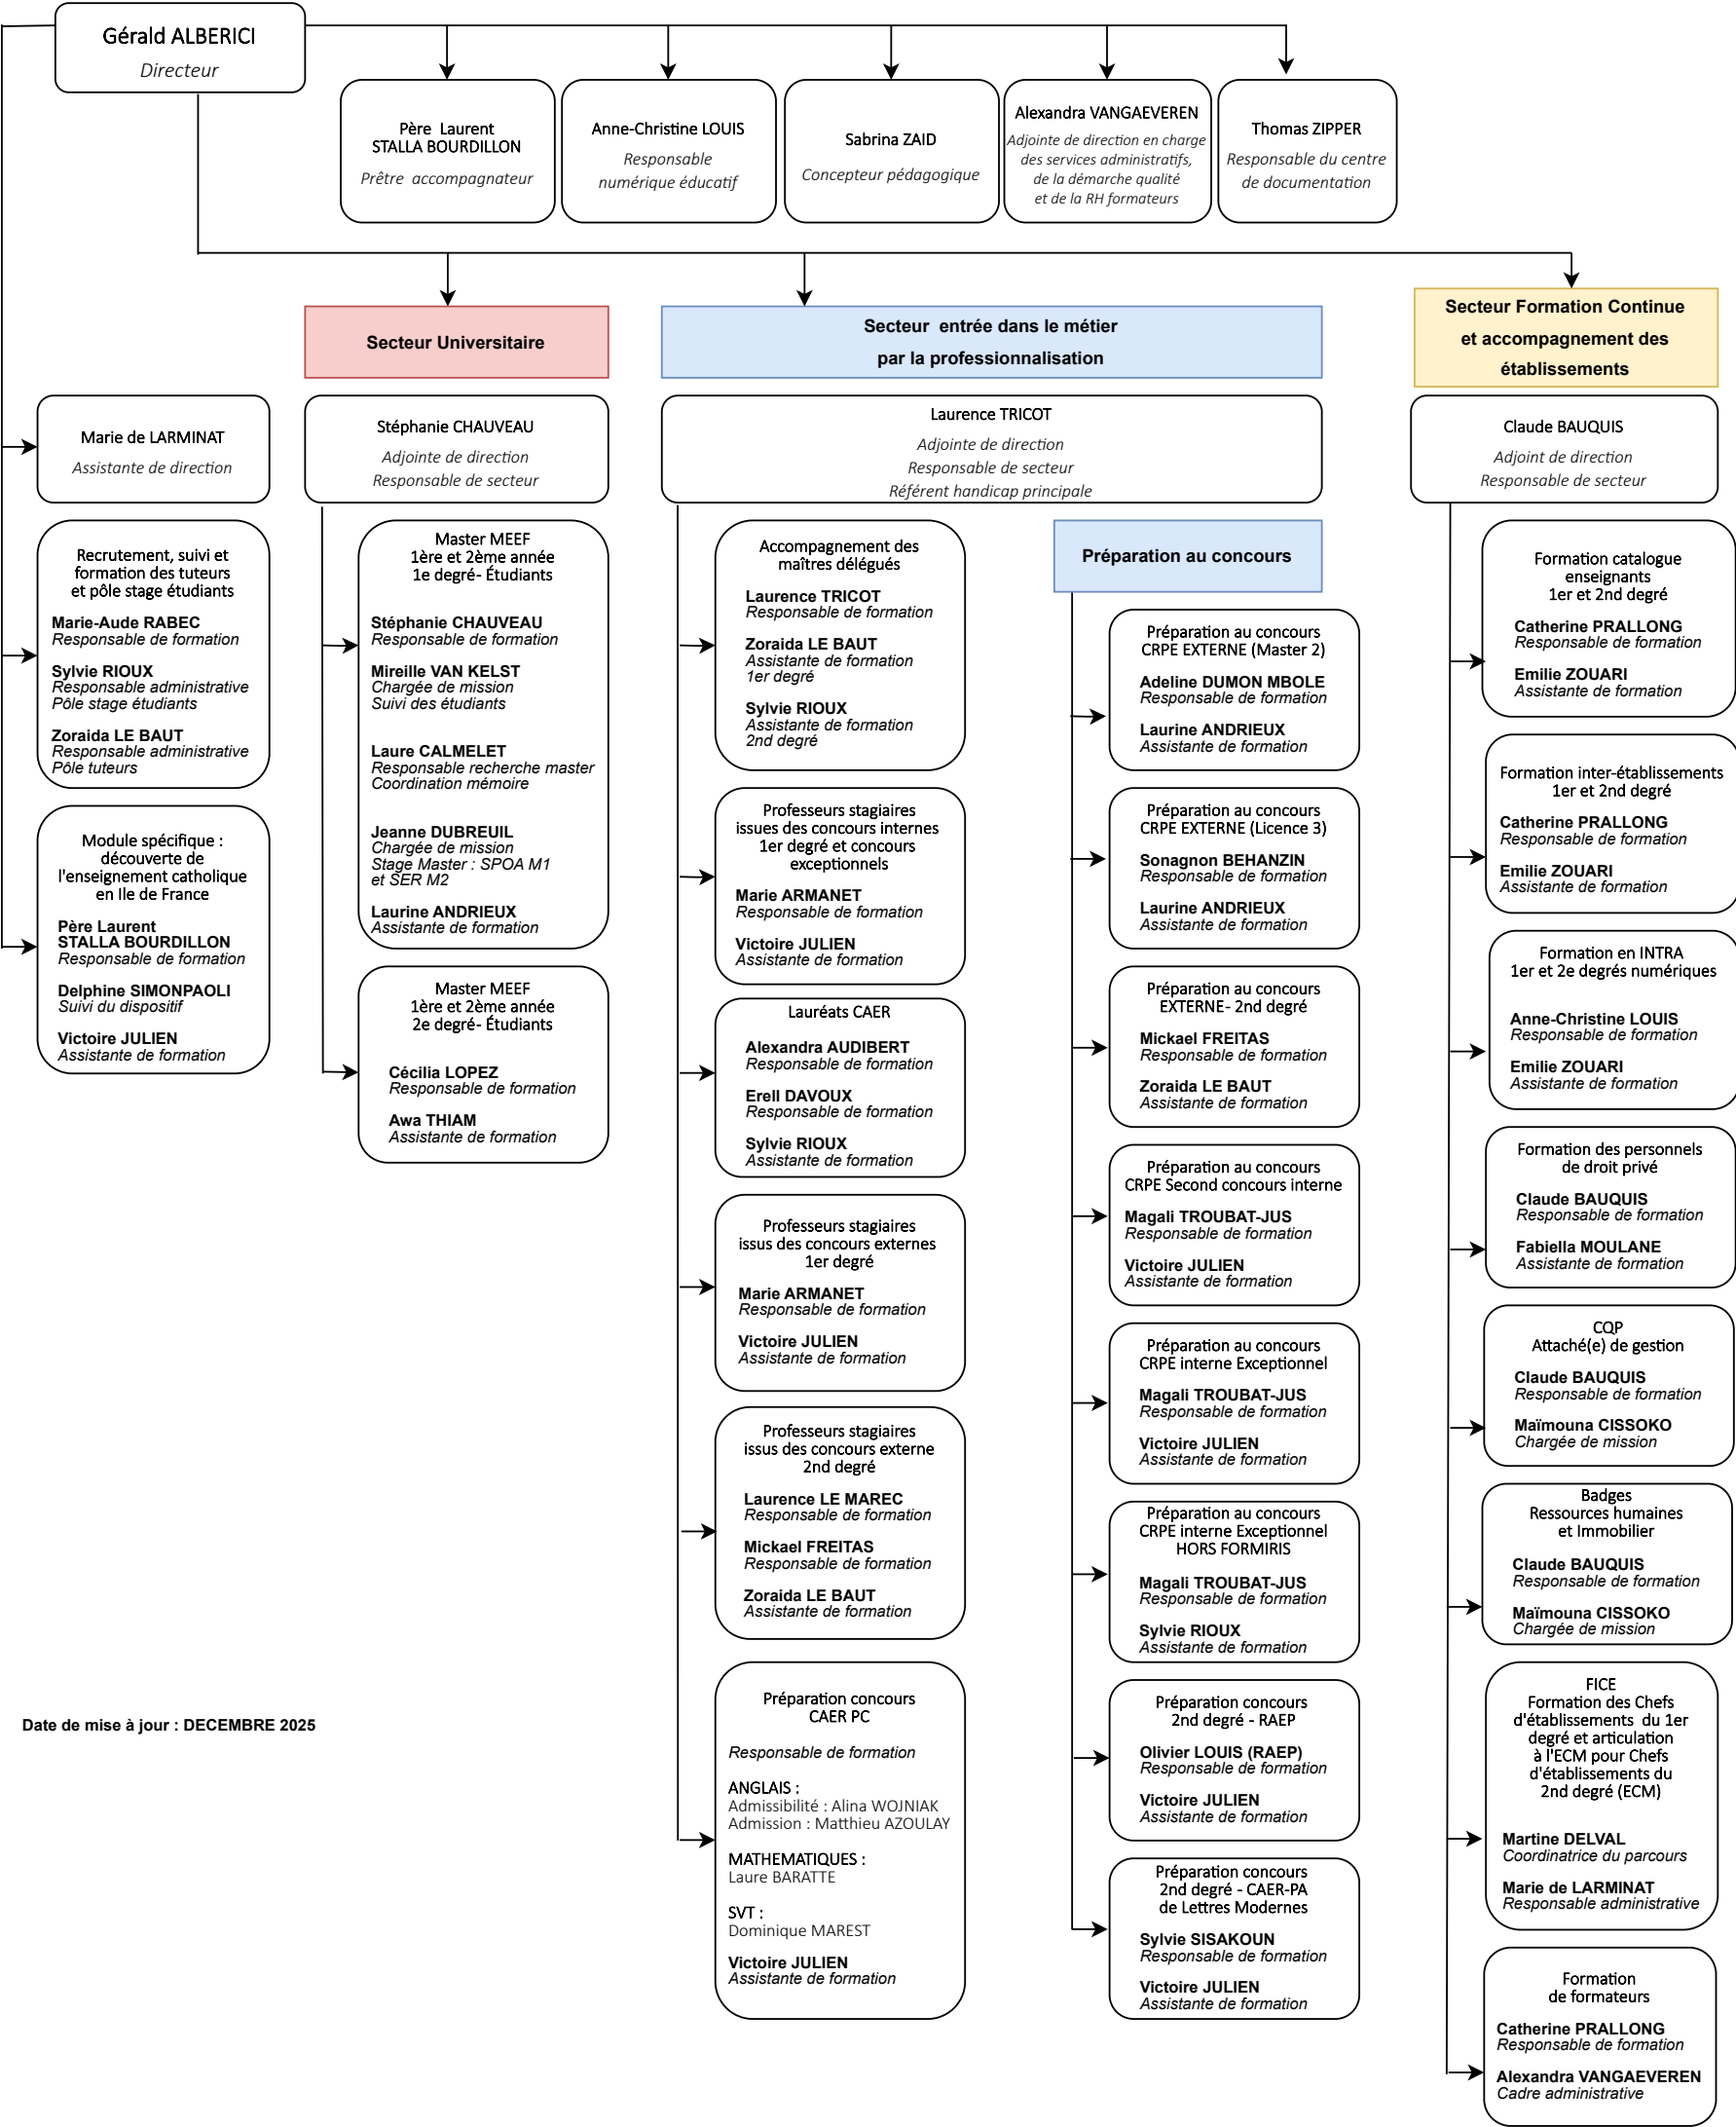 Gérald ALBERICI
Directeur
Père Laurent
STALLA BOURDILLON
Prêtre accompagnateur
Anne-Christine LOUIS
Responsable
numérique éducatif
Sabrina ZAID
Concepteur pédagogique
Alexandra VANGAEVEREN
Adjointe de direction en charge
des services administratifs,
de la démarche qualité
et de la RH formateurs
Thomas ZIPPER
Responsable du centre
de documentation
Secteur Universitaire
Secteur entrée dans le métier
par la professionnalisation
Secteur Formation Continue
et accompagnement des
établissements
Marie de LARMINAT
Assistante de direction
Recrutement, suivi et
formation des tuteurs
et pôle stage étudiants
Marie-Aude RABEC
Responsable de formation
Sylvie RIOUX
Responsable administrative
Pôle stage étudiants
Zoraida LE BAUT
Responsable administrative
Pôle tuteurs
Module spécifique :
découverte de
l'enseignement catholique
en Ile de France
Père Laurent
STALLA BOURDILLON
Responsable de formation
Delphine SIMONPAOLI
Suivi du dispositif
Victoire JULIEN
Assistante de formation
Stéphanie CHAUVEAU
Adjointe de direction
Responsable de secteur
Master MEEF
1ère et 2ème année
1e degré- Étudiants
Stéphanie CHAUVEAU
Responsable de formation
Mireille VAN KELST
Chargée de mission
Suivi des étudiants
Laure CALMELET
Responsable recherche master
Coordination mémoire
Jeanne DUBREUIL
Chargée de mission
Stage Master : SPOA M1
et SER M2
Laurine ANDRIEUX
Assistante de formation
Master MEEF
1ère et 2ème année
2e degré- Étudiants
Cécilia LOPEZ
Responsable de formation
Awa THIAM
Assistante de formation
Laurence TRICOT
Adjointe de direction
Responsable de secteur
Référent handicap principale
Accompagnement des
maîtres délégués
Laurence TRICOT
Responsable de formation
Zoraida LE BAUT
Assistante de formation
1er degré
Sylvie RIOUX
Assistante de formation
2nd degré
Professeurs stagiaires
issues des concours internes
1er degré et concours
exceptionnels
Marie ARMANET
Responsable de formation
Victoire JULIEN
Assistante de formation
Lauréats CAER
Alexandra AUDIBERT
Responsable de formation
Erell DAVOUX
Responsable de formation
Sylvie RIOUX
Assistante de formation
Professeurs stagiaires
issus des concours externes
1er degré
Marie ARMANET
Responsable de formation
Victoire JULIEN
Assistante de formation
Professeurs stagiaires
issus des concours externe
2nd degré
Laurence LE MAREC
Responsable de formation
Mickael FREITAS
Responsable de formation
Zoraida LE BAUT
Assistante de formation
Préparation concours
CAER PC
Responsable de formation
ANGLAIS :
Admissibilité : Alina WOJNIAK
Admission : Matthieu AZOULAY
MATHEMATIQUES :
Laure BARATTE
SVT :
Dominique MAREST
Victoire JULIEN
Assistante de formation
Préparation au concours
Préparation au concours
CRPE EXTERNE (Master 2)
Adeline DUMON MBOLE
Responsable de formation
Laurine ANDRIEUX
Assistante de formation
Préparation au concours
CRPE EXTERNE (Licence 3)
Sonagnon BEHANZIN
Responsable de formation
Laurine ANDRIEUX
Assistante de formation
Préparation au concours
EXTERNE- 2nd degré
Mickael FREITAS
Responsable de formation
Zoraida LE BAUT
Assistante de formation
Préparation au concours
CRPE Second concours interne
Magali TROUBAT-JUS
Responsable de formation
Victoire JULIEN
Assistante de formation
Préparation au concours
CRPE interne Exceptionnel
Magali TROUBAT-JUS
Responsable de formation
Victoire JULIEN
Assistante de formation
Préparation au concours
CRPE interne Exceptionnel
HORS FORMIRIS
Magali TROUBAT-JUS
Responsable de formation
Sylvie RIOUX
Assistante de formation
Préparation concours
2nd degré - RAEP
Olivier LOUIS (RAEP)
Responsable de formation
Victoire JULIEN
Assistante de formation
Préparation concours
2nd degré - CAER-PA
de Lettres Modernes
Sylvie SISAKOUN
Responsable de formation
Victoire JULIEN
Assistante de formation
Claude BAUQUIS
Adjoint de direction
Responsable de secteur
Formation catalogue
enseignants
1er et 2nd degré
Catherine PRALLONG
Responsable de formation
Emilie ZOUARI
Assistante de formation
Formation inter-établissements
1er et 2nd degré
Catherine PRALLONG
Responsable de formation
Emilie ZOUARI
Assistante de formation
Formation en INTRA
1er et 2e degrés numériques
Anne-Christine LOUIS
Responsable de formation
Emilie ZOUARI
Assistante de formation
Formation des personnels
de droit privé
Claude BAUQUIS
Responsable de formation
Fabiella MOULANE
Assistante de formation
CQP
Attaché(e) de gestion
Claude BAUQUIS
Responsable de formation
Maïmouna CISSOKO
Chargée de mission
Badges
Ressources humaines
et Immobilier
Claude BAUQUIS
Responsable de formation
Maïmouna CISSOKO
Chargée de mission
FICE
Formation des Chefs
d'établissements du 1er
degré et articulation
à l'ECM pour Chefs
d'établissements du
2nd degré (ECM)
Martine DELVAL
Coordinatrice du parcours
Marie de LARMINAT
Responsable administrative
Formation
de formateurs
Catherine PRALLONG
Responsable de formation
Alexandra VANGAEVEREN
Cadre administrative
Date de mise à jour : DECEMBRE 2025